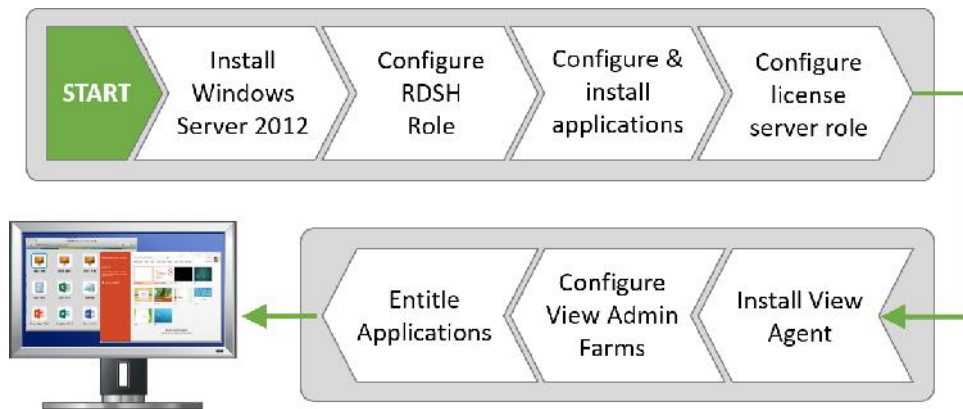 START
Install
Windows
Server 2012
Configure
RDSH
Role
Configure &
install
applications
Configure
license
server role
Install View
Agent
Configure
View Admin
Farms
Entitle
Applications